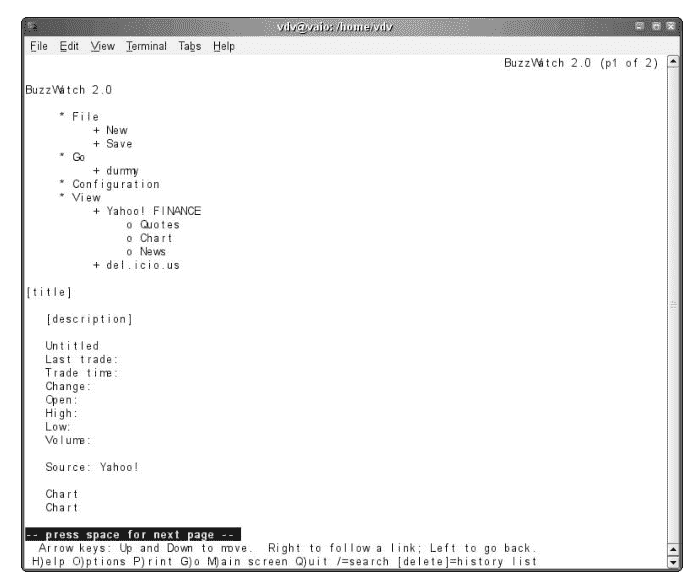 vdv@vaio: /home/vdv
File Edit View Terminal Tabs Help
BuzzWatch 2.0 (p1 of 2)
BuzzWatch 2.0
* File
+ New
+ Save
* Go
+ dummy
* Configuration
* View
+ Yahoo! FINANCE
o Quotes
o Chart
o News
+ del.icio.us
[title]
[description]
Untitled
Last trade:
Trade time:
Change:
Open:
High:
Low:
Volume:
Source: Yahoo!
Chart
Chart
-- press space for next page --
Arrow keys: Up and Down to move. Right to follow a link; Left to go back.
H)elp O)ptions P)rint G)o M)ain screen Q)uit /=search [delete]=history list